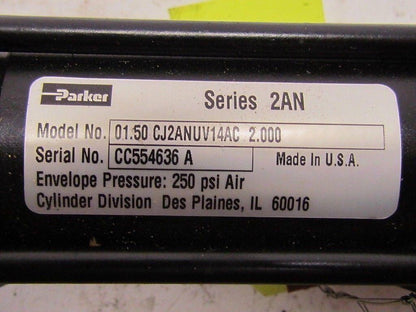 Parker
Series 2AN
Model No. 01.50 CJ2ANUV14AC 2.000
Serial No. CC554636 A
Made In U.S.A.
Envelope Pressure: 250 psi Air
Cylinder Division Des Plaines, IL 60016